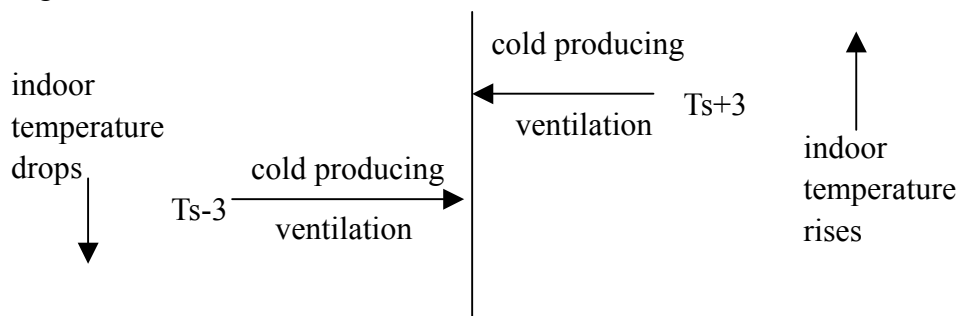 cold producing
Ts+3
ventilation
indoor
temperature
rises
indoor
temperature
drops
cold producing
Ts-3
ventilation